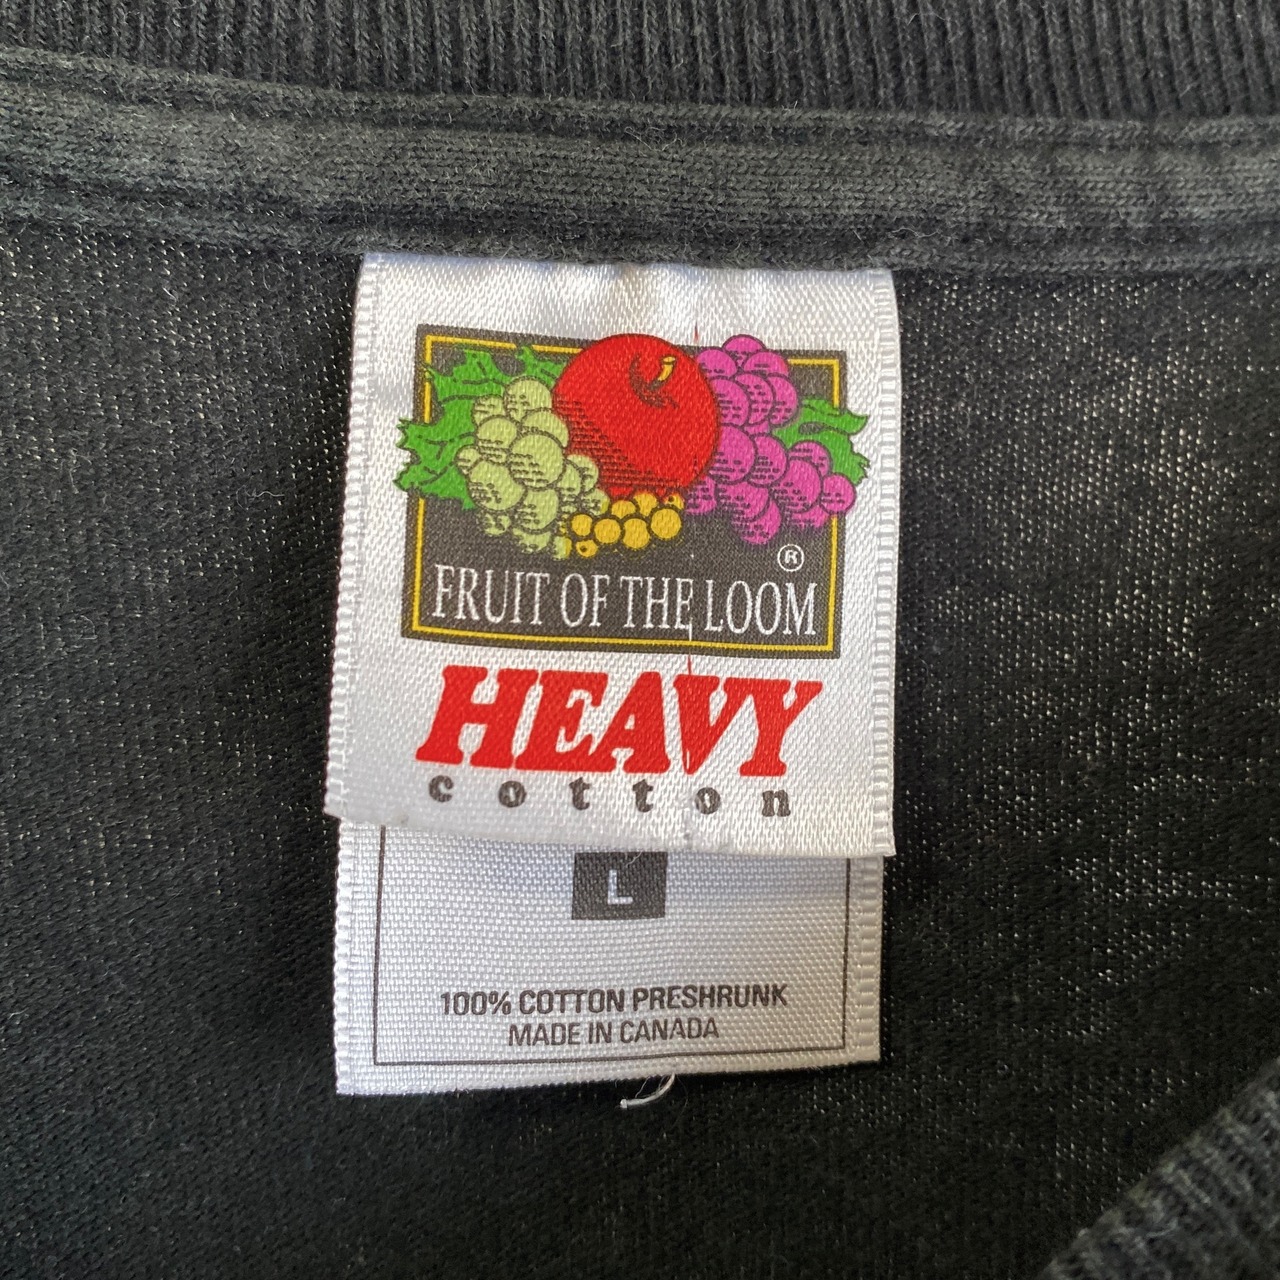 ®
FRUIT OF THE LOOM
HEAVY
cotton
L
100% COTTON PRESHRUNK
MADE IN CANADA